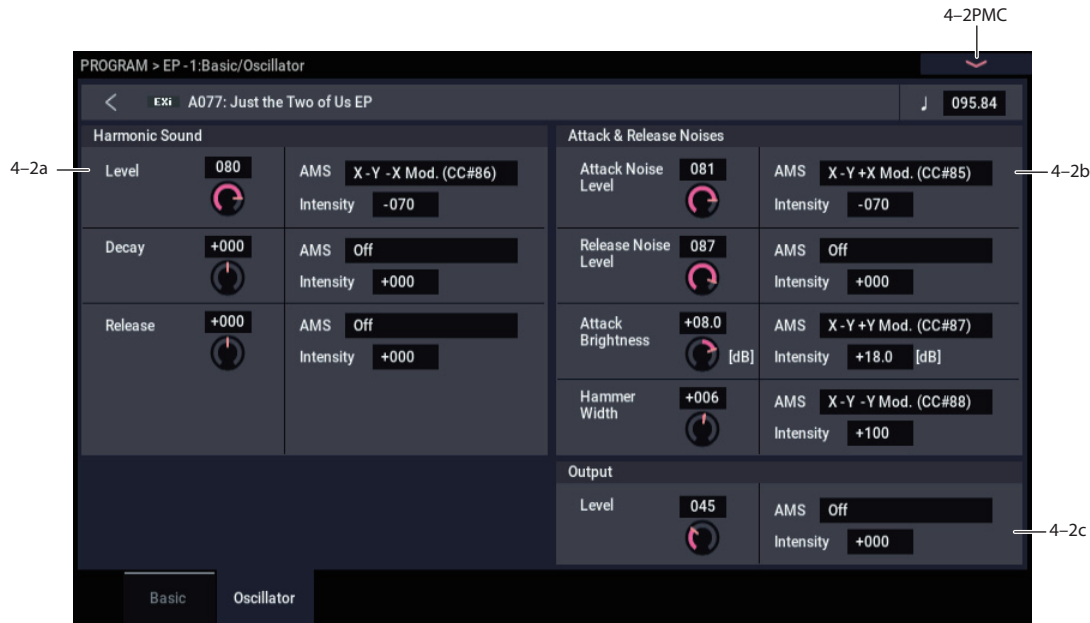 4–2PMC
PROGRAM > EP -1:Basic/Oscillator
EXi A077: Just the Two of Us EP
♩ 095.84
Harmonic Sound
4–2a
Level 080 AMS X -Y -X Mod. (CC#86)
Intensity -070
Decay +000 AMS Off
Intensity +000
Release +000 AMS Off
Intensity +000
Attack & Release Noises
Attack Noise Level 081 AMS X -Y +X Mod. (CC#85)
Intensity -070
4–2b
Release Noise Level 087 AMS Off
Intensity +000
Attack Brightness +08.0 [dB] AMS X -Y +Y Mod. (CC#87)
Intensity +18.0 [dB]
Hammer Width +006 AMS X -Y -Y Mod. (CC#88)
Intensity +100
Output
Level 045 AMS Off
Intensity +000
4–2c
Basic Oscillator